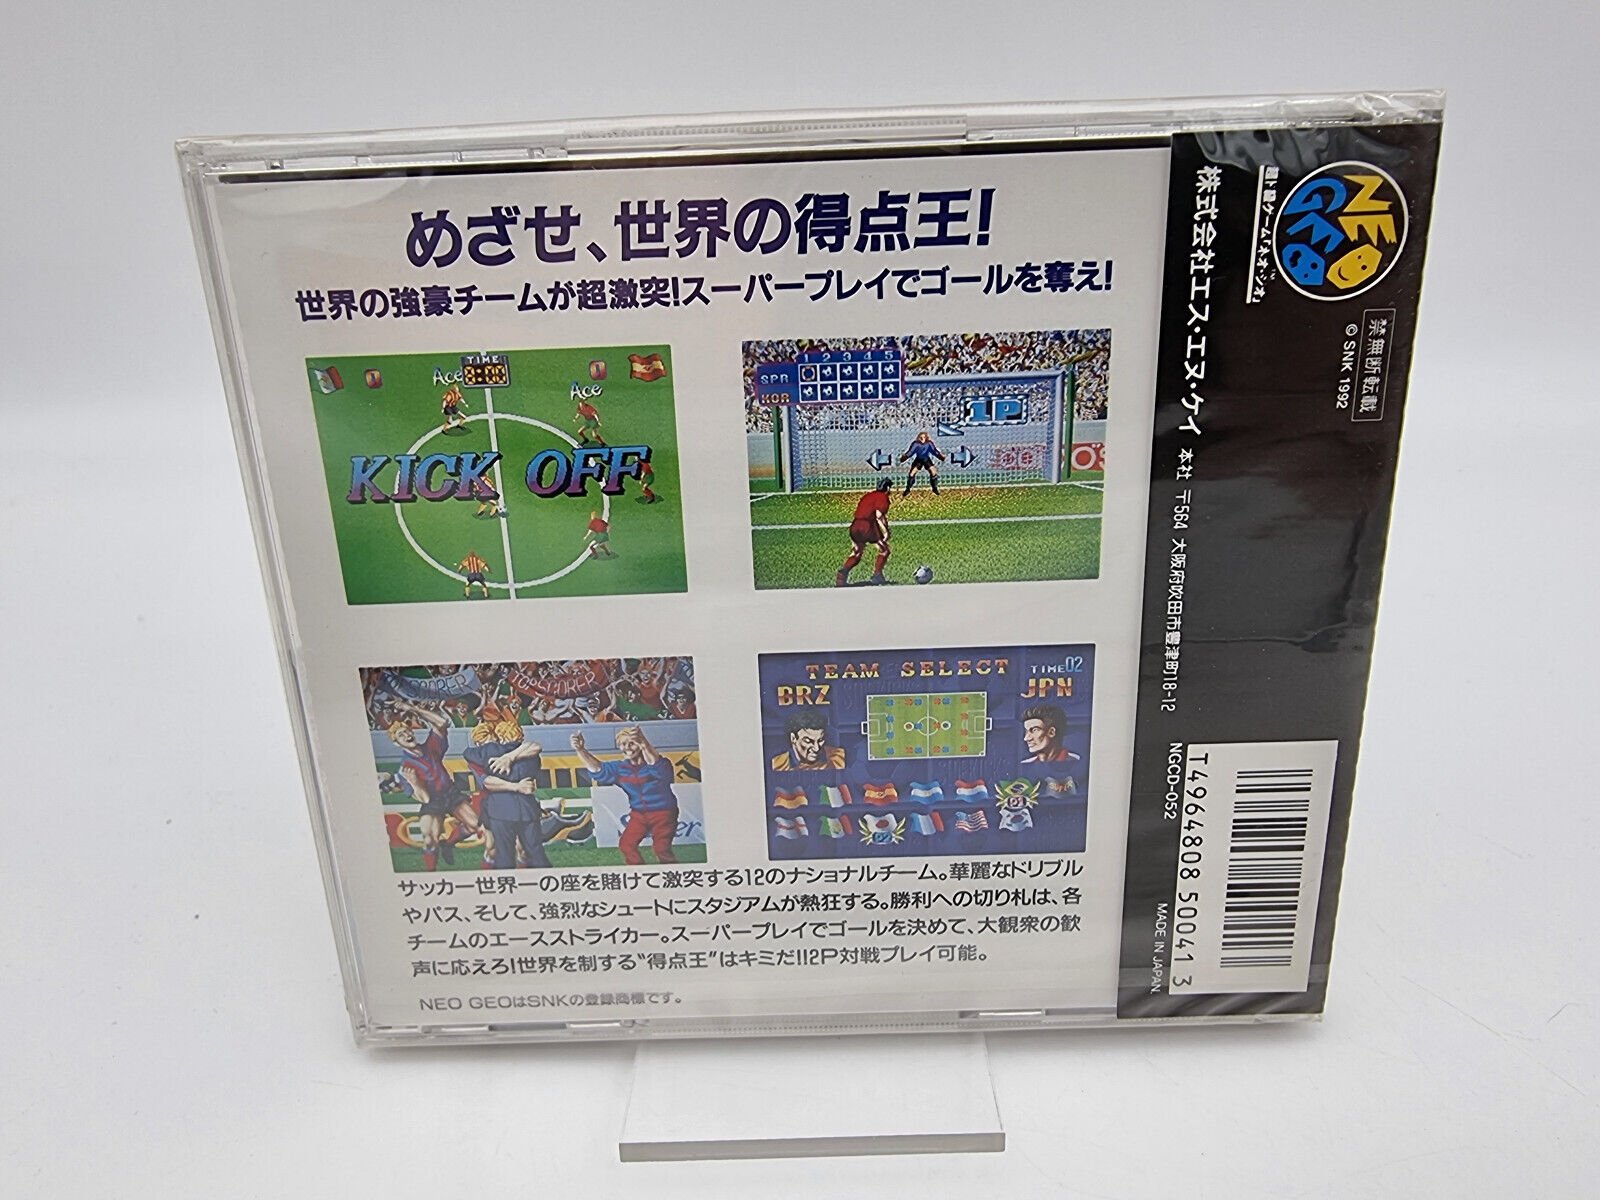 めざせ、世界の得点王!
世界の強豪チームが超激突!スーパープレイでゴールを奪え!
TIME
0
Ace
0
Ace
KICK OFF
1 2 3 4 5
SPR
KOR
1P
TOPSCORER
TEAM SELECT
TIME 02
BRZ
JPN
SUPER
サッカー世界一の座を賭けて激突する12のナショナルチーム。華麗なドリブル
やパス、そして、強烈なシュートにスタジアムが熱狂する。勝利への切り札は、各
チームのエースストライカー。スーパープレイでゴールを決めて、大観衆の歓
声に応えろ!世界を制する“得点王”はキミだ!!2P対戦プレイ可能。
NEO GEOはSNKの登録商標です。
NEO
GEO
禁無断転載
© SNK 1992
株式会社エス・エヌ・ケイ 本社 〒564 大阪府吹田市豊津町18-12
NGCD-052
T4964808500413
MADE IN JAPAN.